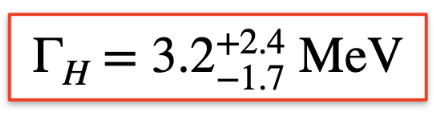 Γ_H = 3.2^{+2.4}_{−1.7} MeV